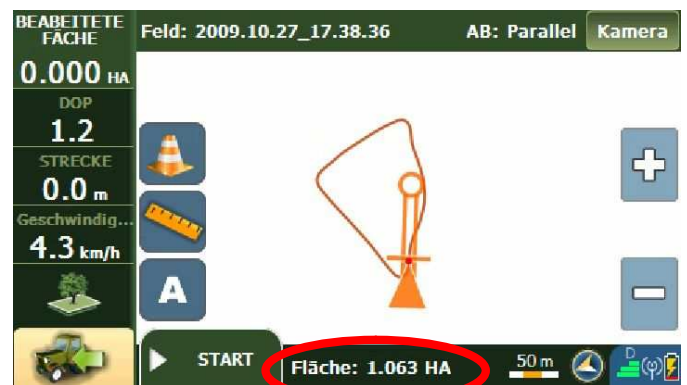 BEABEITETE
FÄCHE
Feld: 2009.10.27_17.38.36 AB: Parallel Kamera
0.000 HA
DOP
1.2
STRECKE
0.0 m
Geschwindig...
4.3 km/h
A
START
Fläche: 1.063 HA
50 m
D